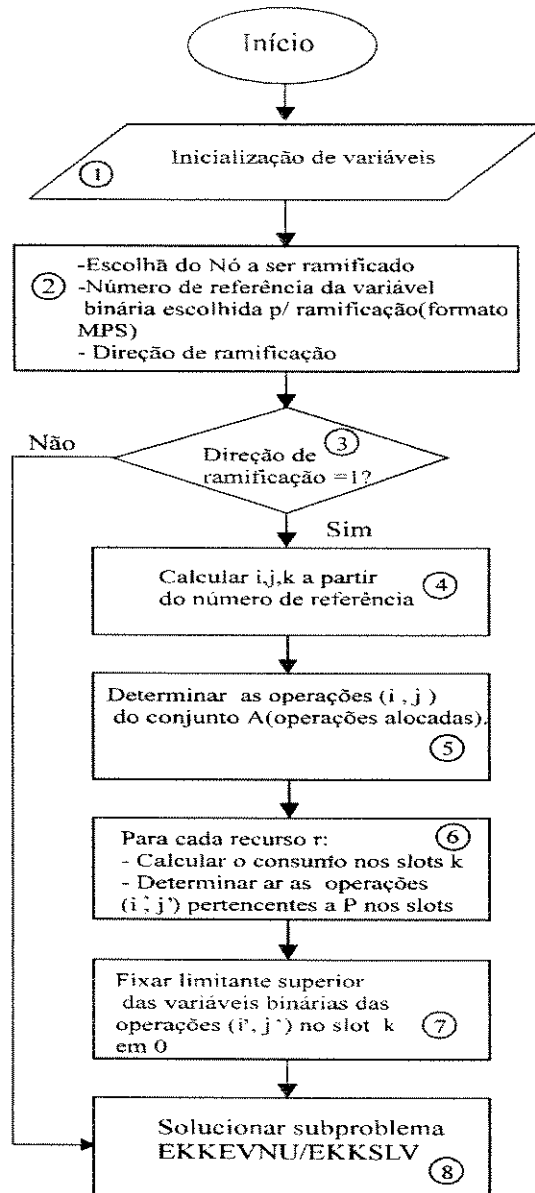 Início
Inicialização de variáveis
1
-Escolhã do Nó a ser ramificado
2
-Número de referência da variável
binária escolhida p/ ramificação(formato
MPS)
- Direção de ramificação
Não
3
Direção de
ramificação =1?
Sim
Calcular i,j,k a partir
do número de referência
4
Determinar as operações (i , j )
do conjunto A(operações alocadas).
5
Para cada recurso r:
6
- Calcular o consumo nos slots k
- Determinar ar as operações
(i', j') pertencentes a P nos slots
Fixar limitante superior
das variáveis binárias das
operações (i', j') no slot k
em 0
7
Solucionar subproblema
EKKEVNU/EKKSLV
8